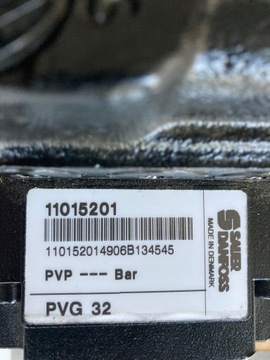 11015201
110152014906B134545
PVP --- Bar
PVG 32
SAUER
DANFOSS
MADE IN DENMARK